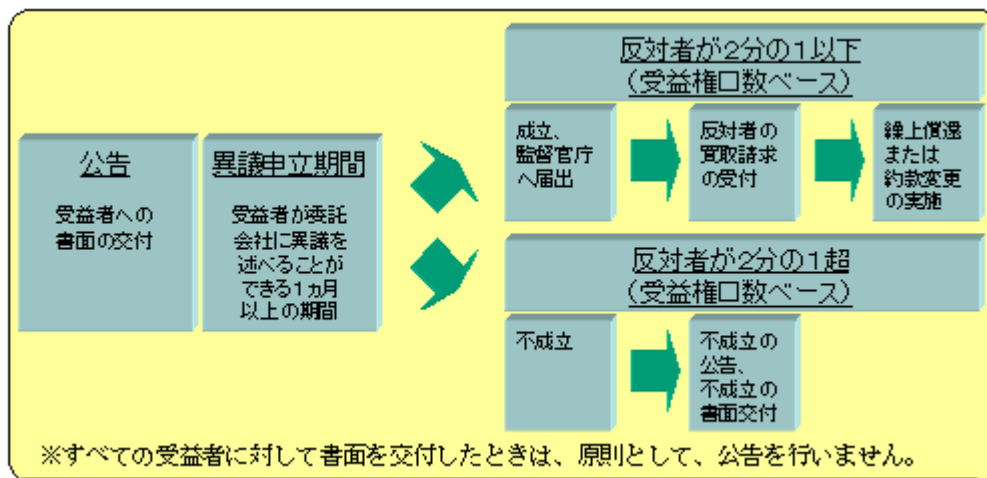 公告
受益者への
書面の交付
異議申立期間
受益者が委託
会社に異議を
述べることが
できる1ヵ月
以上の期間
反対者が2分の1以下
(受益権口数ベース)
成立、
監督官庁
へ届出
反対者の
買取請求
の受付
繰上償還
または
約款変更
の実施
反対者が2分の1超
(受益権口数ベース)
不成立
不成立の
公告、
不成立の
書面交付
※すべての受益者に対して書面を交付したときは、原則として、公告を行いません。